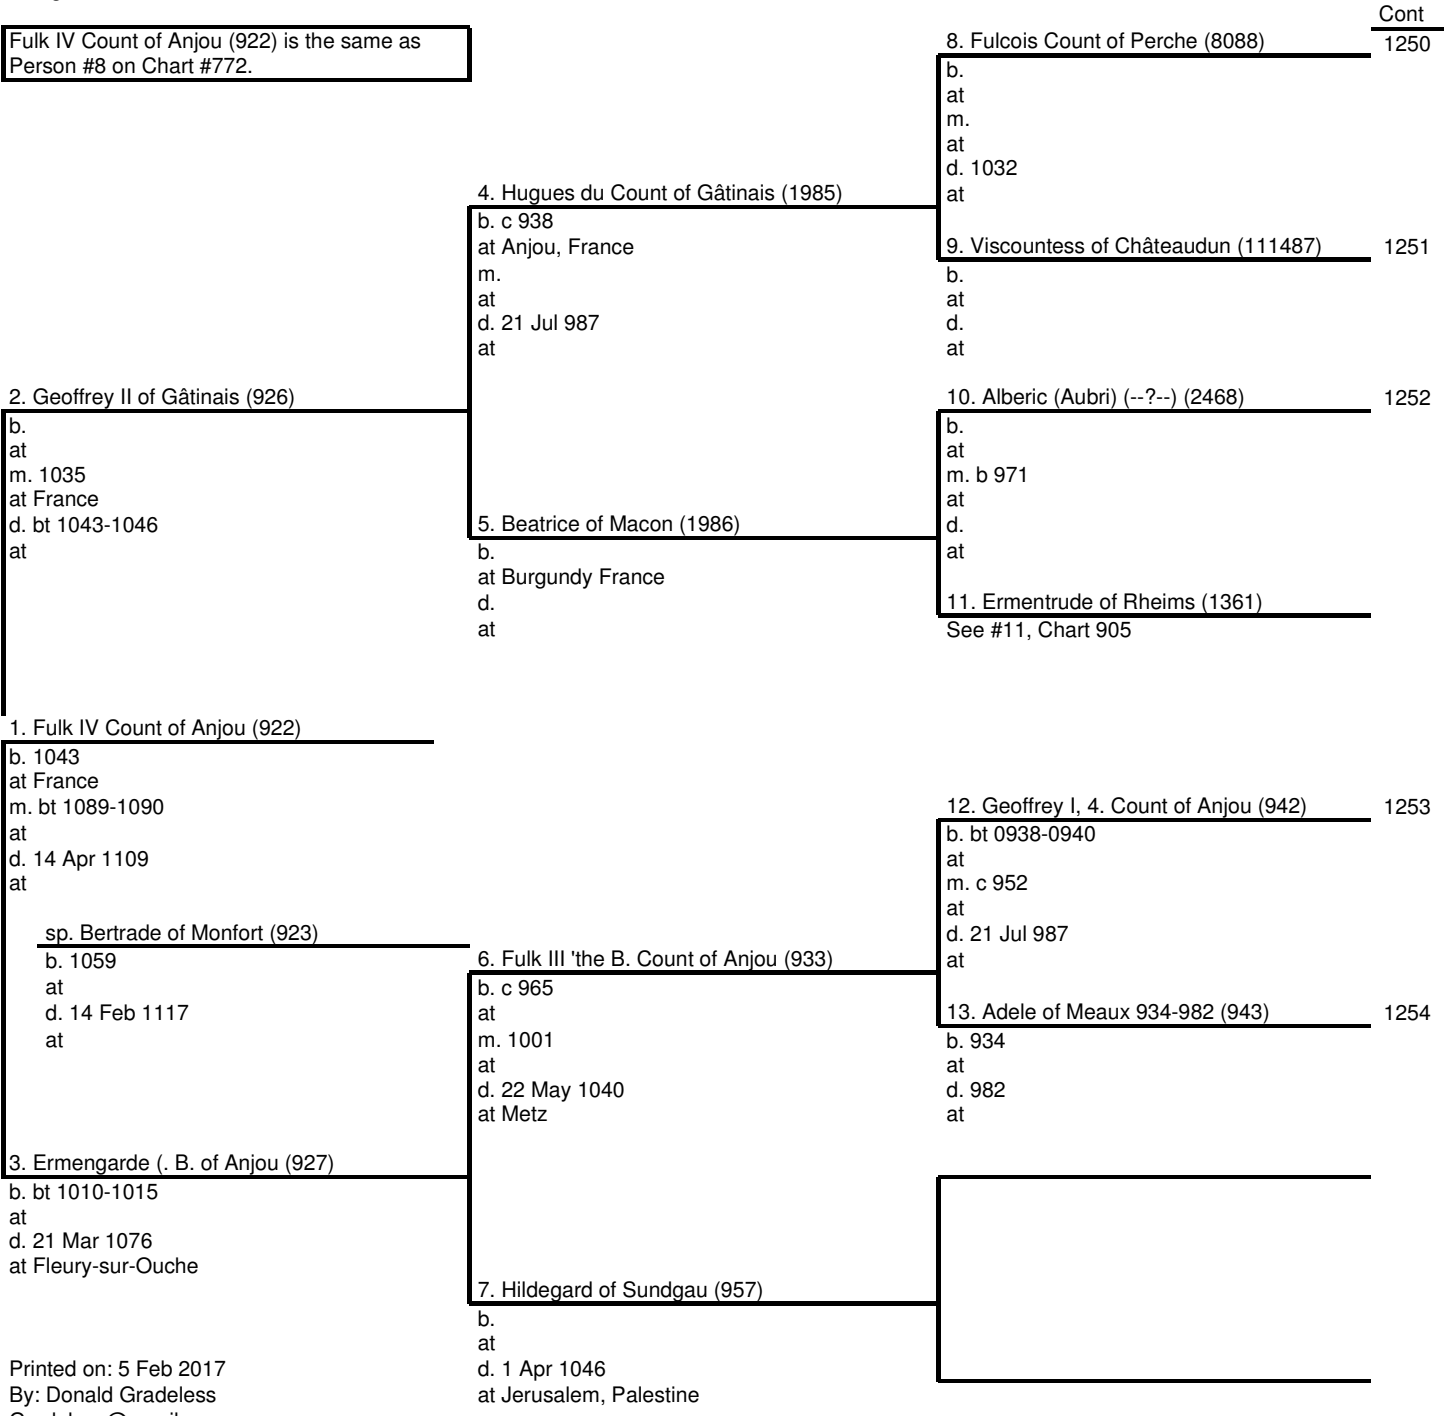 Cont
Fulk IV Count of Anjou (922) is the same as
Person #8 on Chart #772.
8. Fulcois Count of Perche (8088)
1250
b.
at
m.
at
d. 1032
at
4. Hugues du Count of Gâtinais (1985)
b. c 938
at Anjou, France
m.
at
d. 21 Jul 987
at
9. Viscountess of Châteaudun (111487)
1251
b.
at
d.
at
2. Geoffrey II of Gâtinais (926)
b.
at
m. 1035
at France
d. bt 1043-1046
at
10. Alberic (Aubri) (--?--) (2468)
1252
b.
at
m. b 971
at
d.
at
5. Beatrice of Macon (1986)
b.
at Burgundy France
d.
at
11. Ermentrude of Rheims (1361)
See #11, Chart 905
1. Fulk IV Count of Anjou (922)
b. 1043
at France
m. bt 1089-1090
at
d. 14 Apr 1109
at
12. Geoffrey I, 4. Count of Anjou (942)
1253
b. bt 0938-0940
at
m. c 952
at
d. 21 Jul 987
at
sp. Bertrade of Monfort (923)
b. 1059
at
d. 14 Feb 1117
at
6. Fulk III 'the B. Count of Anjou (933)
b. c 965
at
m. 1001
at
d. 22 May 1040
at Metz
13. Adele of Meaux 934-982 (943)
1254
b. 934
at
d. 982
at
3. Ermengarde (. B. of Anjou (927)
b. bt 1010-1015
at
d. 21 Mar 1076
at Fleury-sur-Ouche
7. Hildegard of Sundgau (957)
b.
at
d. 1 Apr 1046
at Jerusalem, Palestine
Printed on: 5 Feb 2017
By: Donald Gradeless